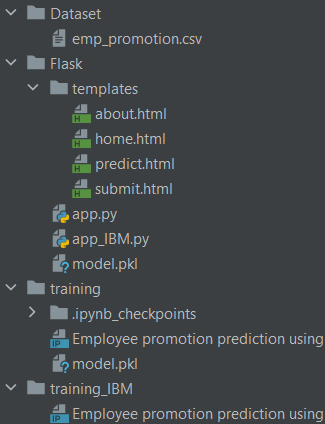 Dataset
emp_promotion.csv
Flask
templates
about.html
home.html
predict.html
submit.html
app.py
app_IBM.py
model.pkl
training
.ipynb_checkpoints
Employee promotion prediction using
model.pkl
training_IBM
Employee promotion prediction using